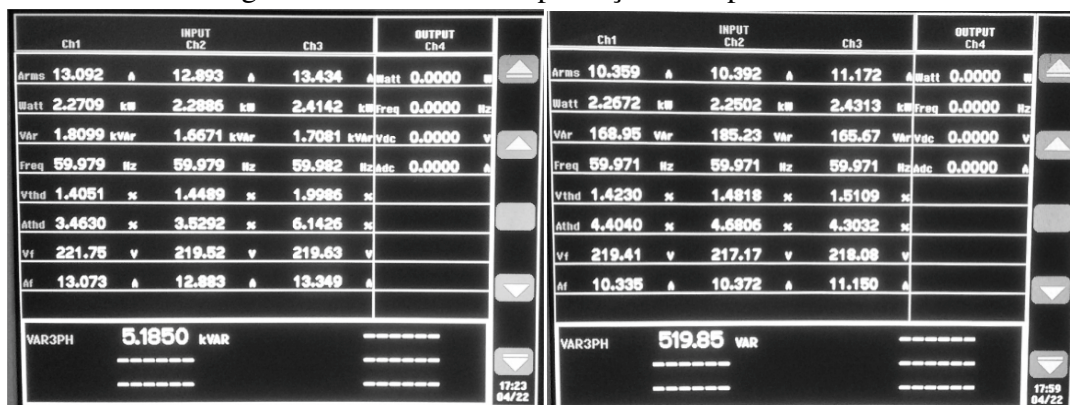 INPUT OUTPUT
Ch1 Ch2 Ch3 Ch4
Arms 13.092 A 12.893 A 13.434 A Watt 0.0000 W
Watt 2.2709 kW 2.2886 kW 2.4142 kW Freq 0.0000 Hz
VAr 1.8099 kVAr 1.6671 kVAr 1.7081 kVAr Vdc 0.0000 V
Freq 59.979 Hz 59.979 Hz 59.982 Hz Adc 0.0000 A
Vthd 1.4051 % 1.4489 % 1.9986 %
Athd 3.4630 % 3.5292 % 6.1426 %
Vf 221.75 V 219.52 V 219.63 V
Af 13.073 A 12.883 A 13.349 A
VAR3PH 5.1850 kVAR ------
------ ------
------ ------
17:23
04/22
INPUT OUTPUT
Ch1 Ch2 Ch3 Ch4
Arms 10.359 A 10.392 A 11.172 A Watt 0.0000 W
Watt 2.2672 kW 2.2502 kW 2.4313 kW Freq 0.0000 Hz
VAr 168.95 VAr 185.23 VAr 165.67 VAr Vdc 0.0000 V
Freq 59.971 Hz 59.971 Hz 59.971 Hz Adc 0.0000 A
Vthd 1.4230 % 1.4818 % 1.5109 %
Athd 4.4040 % 4.6806 % 4.3032 %
Vf 219.41 V 217.17 V 218.08 V
Af 10.335 A 10.372 A 11.150 A
VAR3PH 519.85 VAR ------
------ ------
------ ------
17:59
04/22